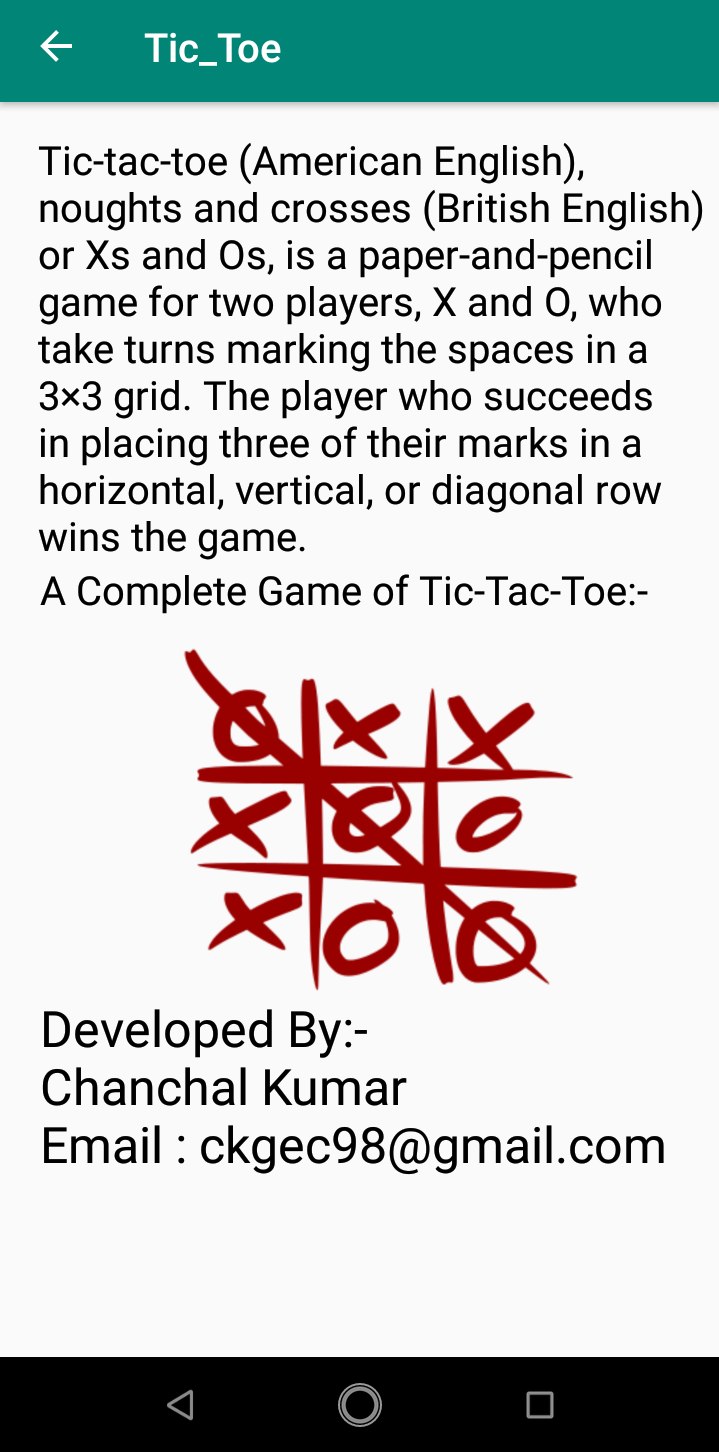 Tic_Toe
Tic-tac-toe (American English),
noughts and crosses (British English)
or Xs and Os, is a paper-and-pencil
game for two players, X and O, who
take turns marking the spaces in a
3×3 grid. The player who succeeds
in placing three of their marks in a
horizontal, vertical, or diagonal row
wins the game.
A Complete Game of Tic-Tac-Toe:-
O X X
X O O
X O O
Developed By:-
Chanchal Kumar
Email : ckgec98@gmail.com